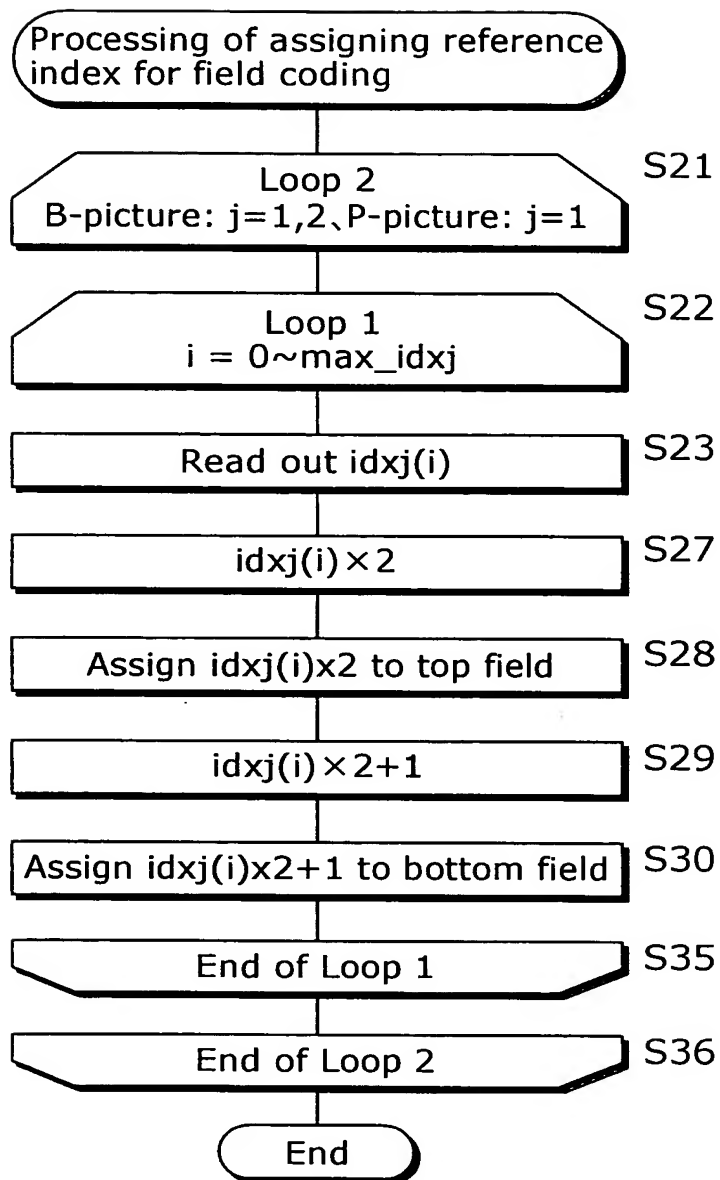 Processing of assigning reference
index for field coding
S21
Loop 2
B-picture: j=1,2、P-picture: j=1
S22
Loop 1
i = 0~max_idxj
S23
Read out idxj(i)
S27
idxj(i)×2
S28
Assign idxj(i)x2 to top field
S29
idxj(i)×2+1
S30
Assign idxj(i)x2+1 to bottom field
S35
End of Loop 1
S36
End of Loop 2
End